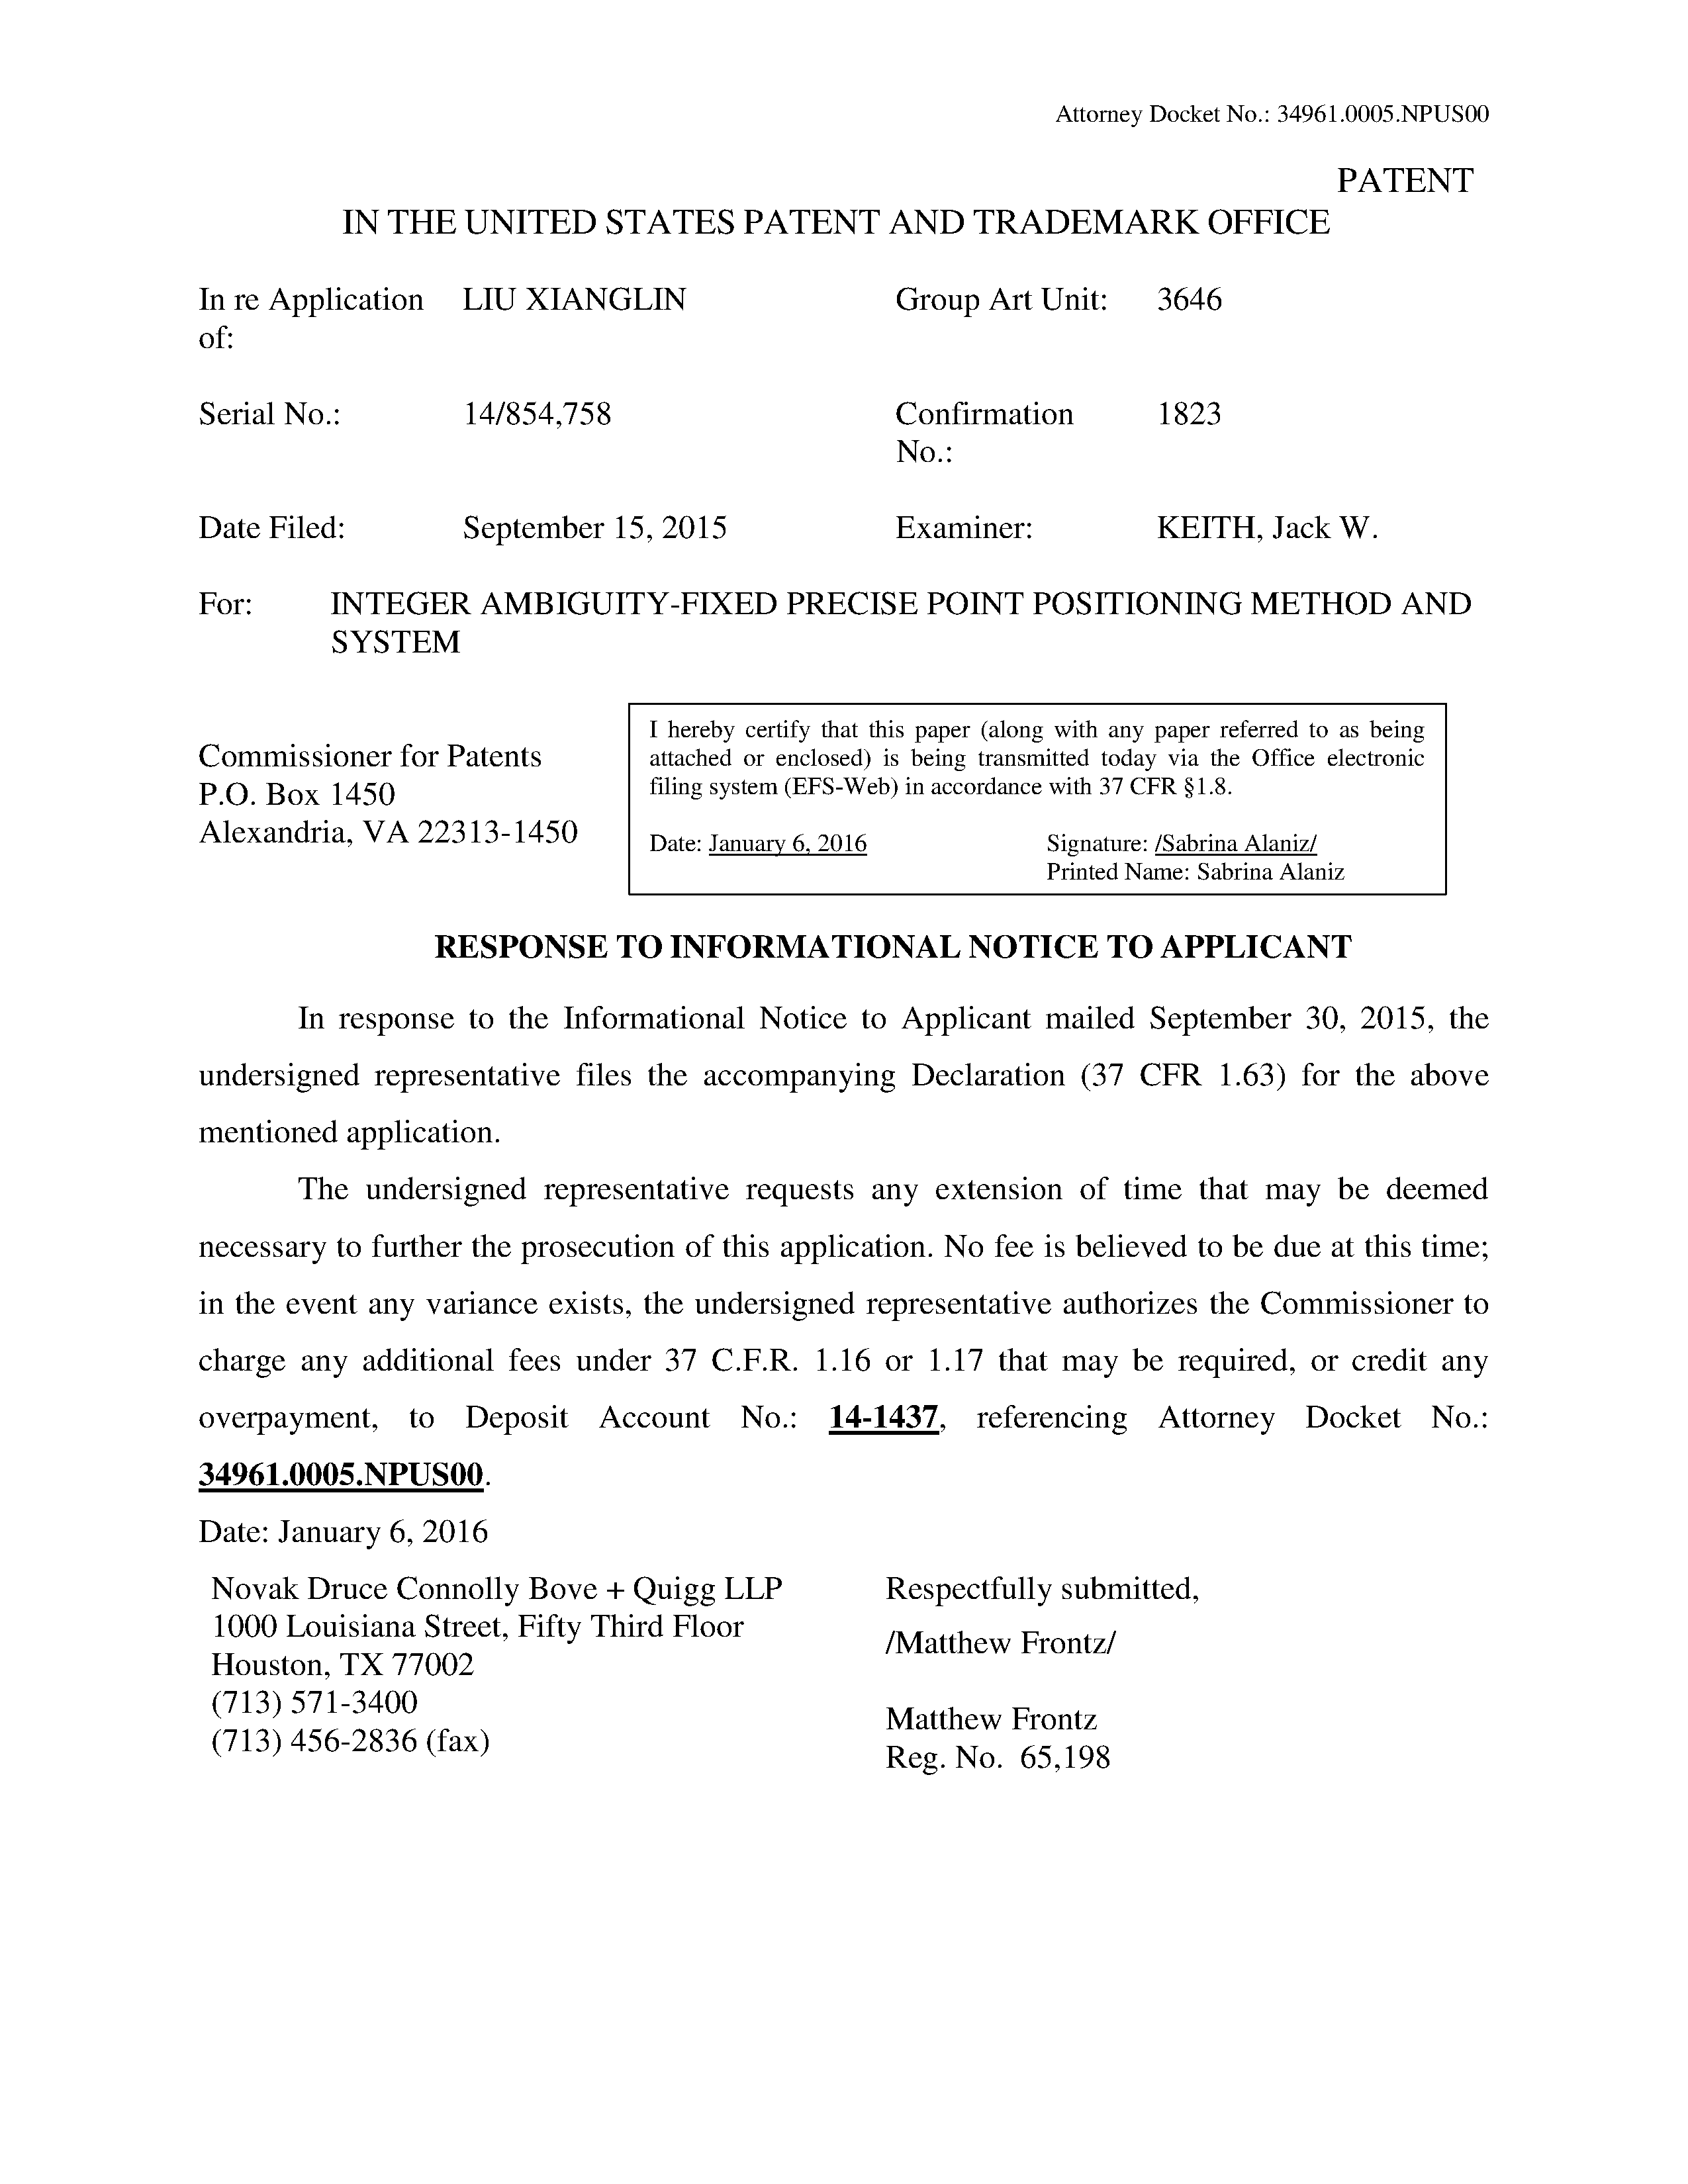 Attorney Docket No.: 34961.0005.NPUS00
PATENT
IN THE UNITED STATES PATENT AND TRADEMARK OFFICE
In re Application of: LIU XIANGLIN Group Art Unit: 3646
Serial No.: 14/854,758 Confirmation No.: 1823
Date Filed: September 15, 2015 Examiner: KEITH, Jack W.
For: INTEGER AMBIGUITY-FIXED PRECISE POINT POSITIONING METHOD AND
SYSTEM
Commissioner for Patents
P.O. Box 1450
Alexandria, VA 22313-1450
I hereby certify that this paper (along with any paper referred to as being
attached or enclosed) is being transmitted today via the Office electronic
filing system (EFS-Web) in accordance with 37 CFR §1.8.
Date: January 6, 2016 Signature: /Sabrina Alaniz/
Printed Name: Sabrina Alaniz
RESPONSE TO INFORMATIONAL NOTICE TO APPLICANT
In response to the Informational Notice to Applicant mailed September 30, 2015, the
undersigned representative files the accompanying Declaration (37 CFR 1.63) for the above
mentioned application.
The undersigned representative requests any extension of time that may be deemed
necessary to further the prosecution of this application. No fee is believed to be due at this time;
in the event any variance exists, the undersigned representative authorizes the Commissioner to
charge any additional fees under 37 C.F.R. 1.16 or 1.17 that may be required, or credit any
overpayment, to Deposit Account No.: 14-1437, referencing Attorney Docket No.:
34961.0005.NPUS00.
Date: January 6, 2016
Novak Druce Connolly Bove + Quigg LLP
1000 Louisiana Street, Fifty Third Floor
Houston, TX 77002
(713) 571-3400
(713) 456-2836 (fax)
Respectfully submitted,
/Matthew Frontz/
Matthew Frontz
Reg. No. 65,198